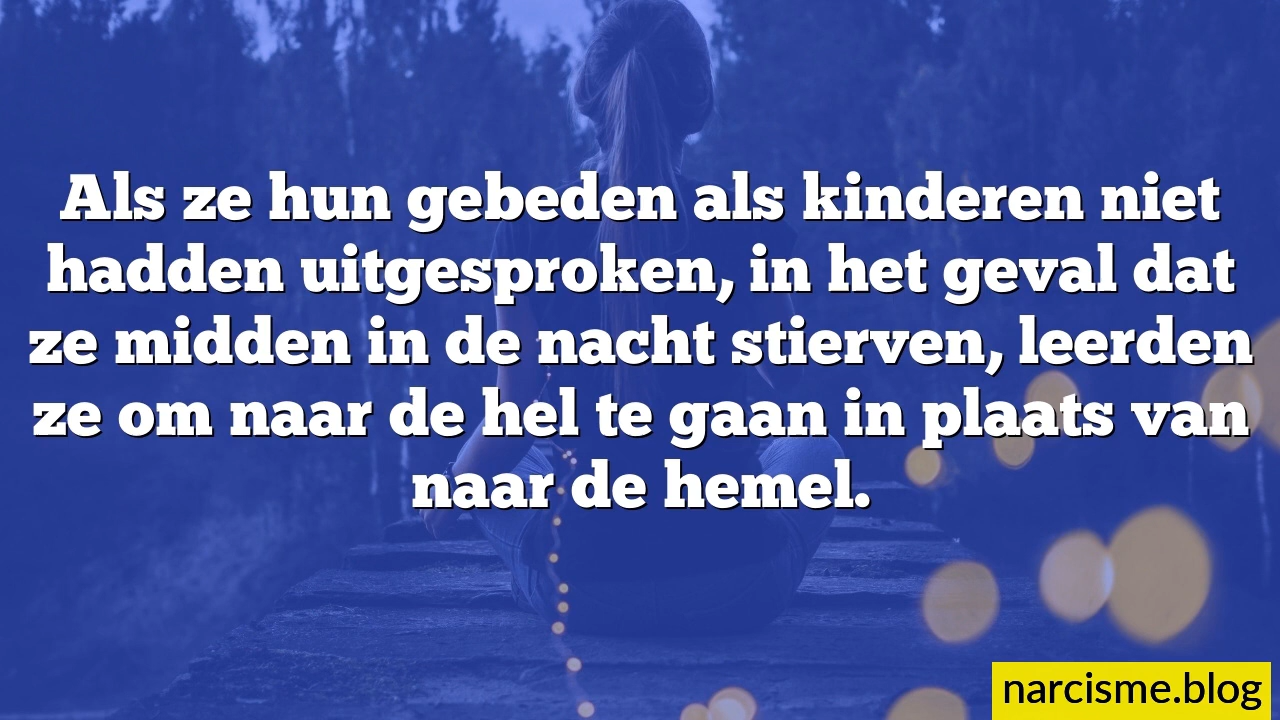 Als ze hun gebeden als kinderen niet
hadden uitgesproken, in het geval dat
ze midden in de nacht stierven, leerden
ze om naar de hel te gaan in plaats van
naar de hemel.
narcisme.blog